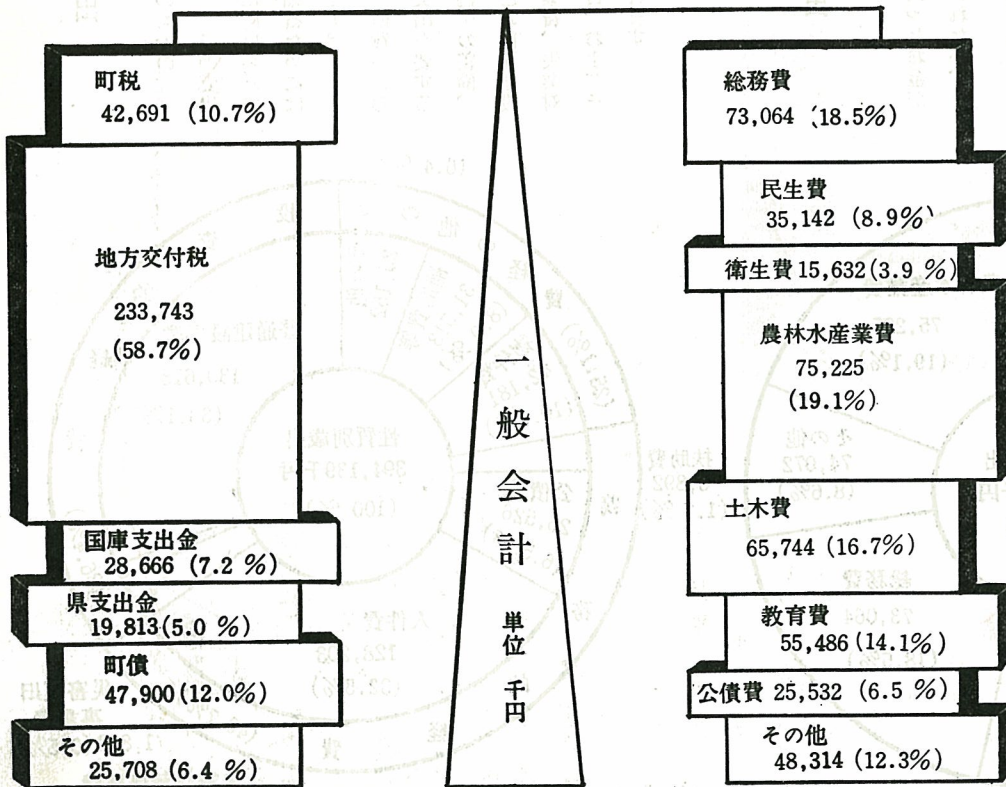 町税
42,691 (10.7%)
地方交付税
233,743
(58.7%)
国庫支出金
28,666 (7.2 %)
県支出金
19,813(5.0 %)
町債
47,900(12.0%)
その他
25,708 (6.4 %)
一般会計 単位 千円
総務費
73,064 (18.5%)
民生費
35,142 (8.9%)
衛生費 15,632(3.9 %)
農林水産業費
75,225
(19.1%)
土木費
65,744 (16.7%)
教育費
55,486 (14.1%)
公債費 25,532 (6.5 %)
その他
48,314 (12.3%)